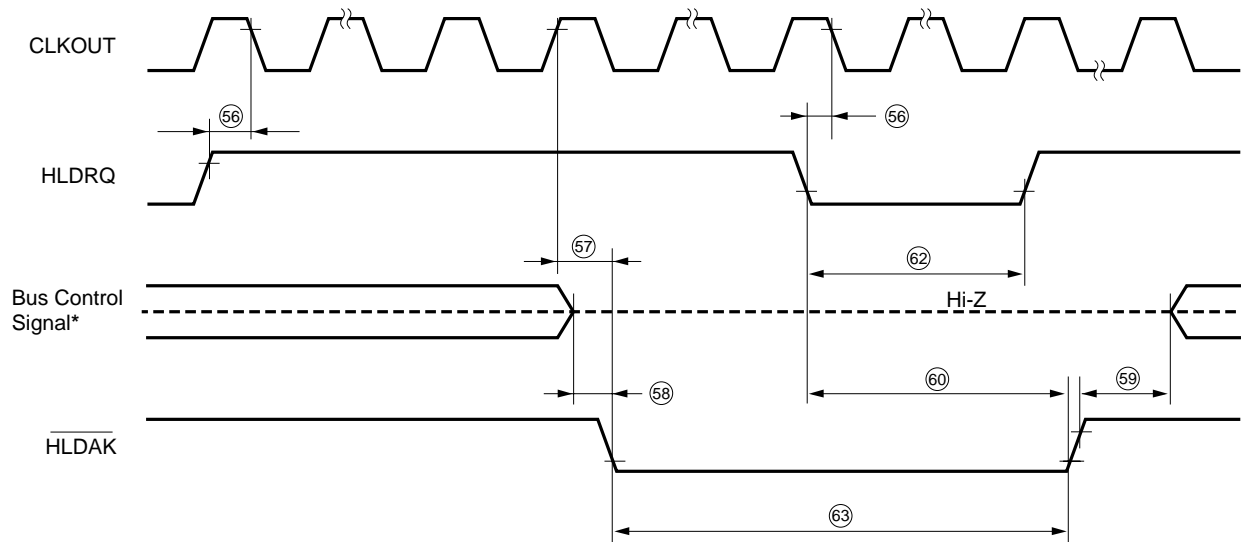 CLKOUT
56
56
HLDRQ
57
62
Bus Control
Signal*
Hi-Z
58
60
59
HLDAK
63